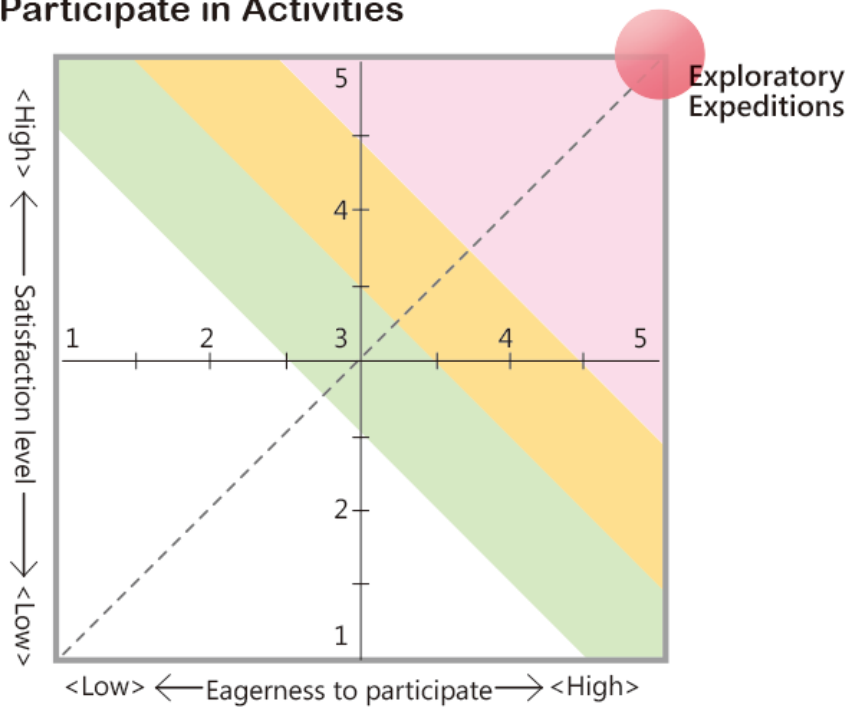 Participate in Activities
Exploratory
Expeditions
<High>
Satisfaction level
<Low>
5
4
1 2 3 4 5
2
1
<Low> Eagerness to participate <High>